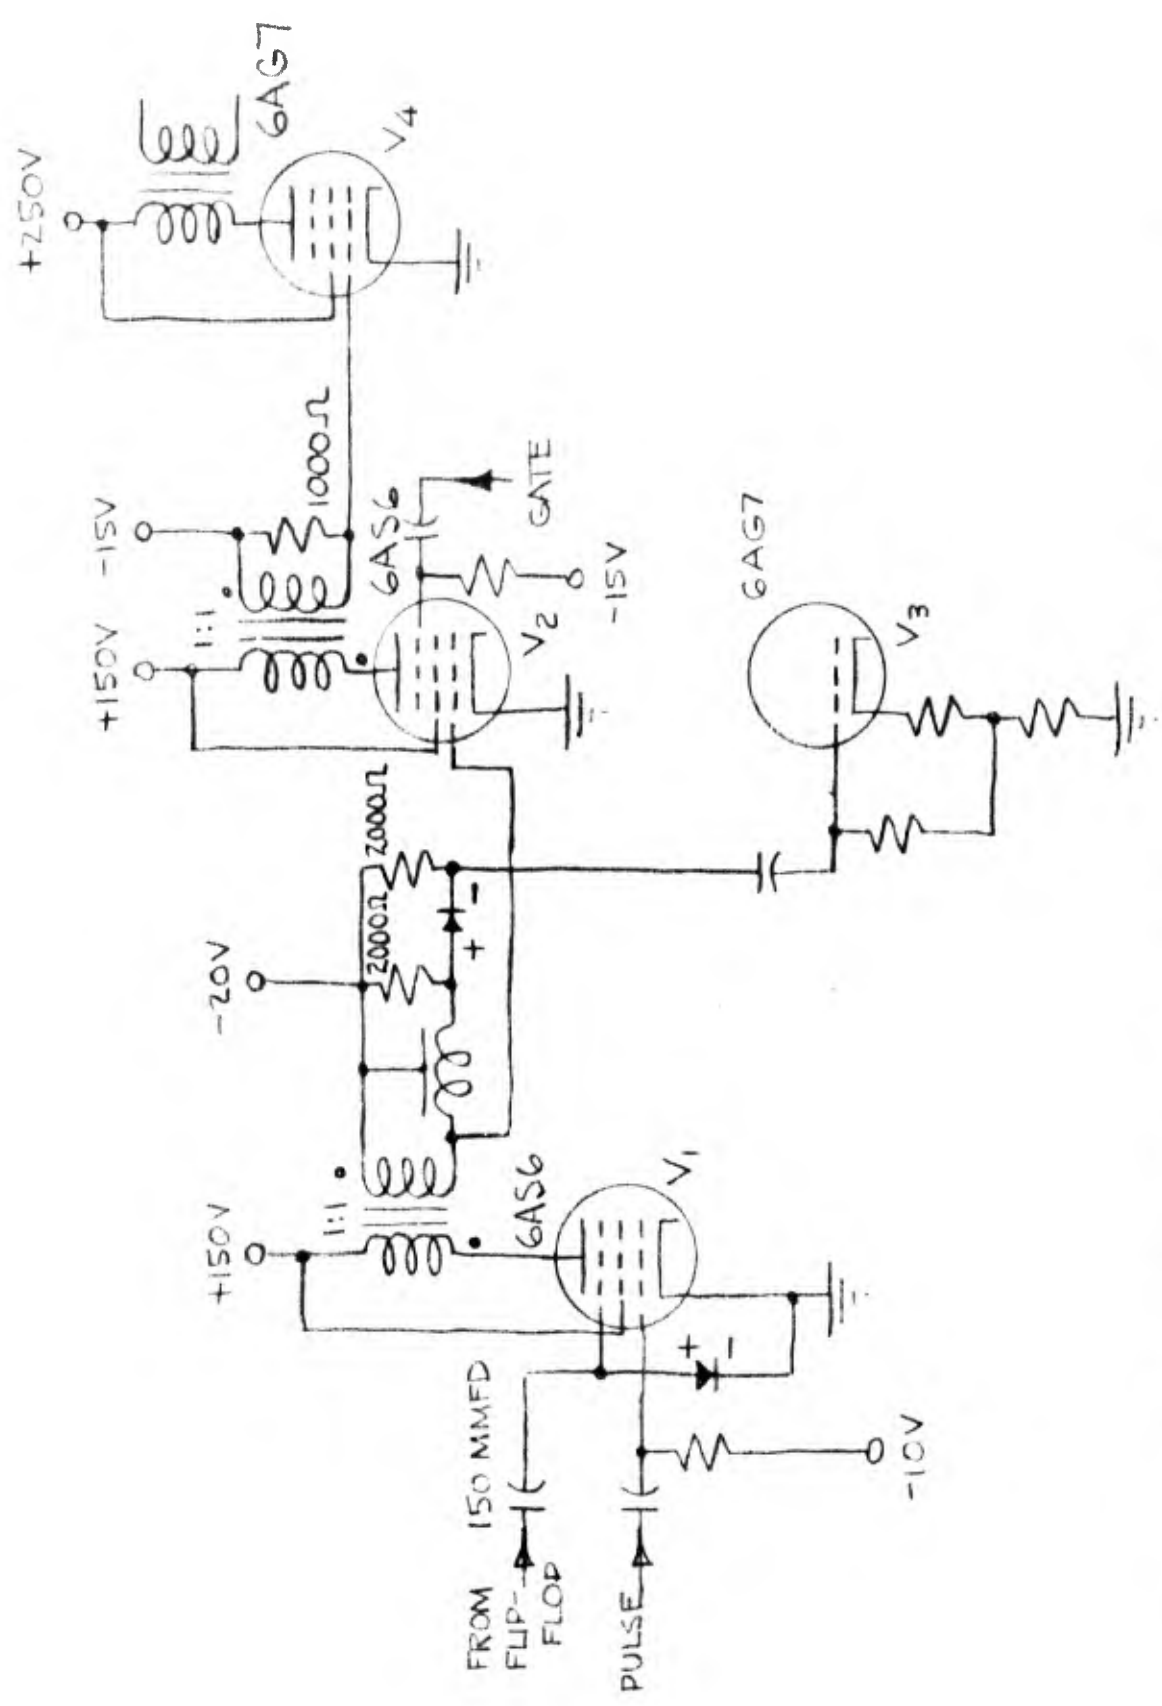 +250V
+150V
-15V
1:1
+150V
-20V
6AG7
1000Ω
1:1
2000Ω
2000Ω
6AS6
V4
+ -
FROM
FLIP-
FLOP
150 MMFD
6AS6
V2
GATE
-15V
PULSE
V1
+ -
6AG7
V3
-10V